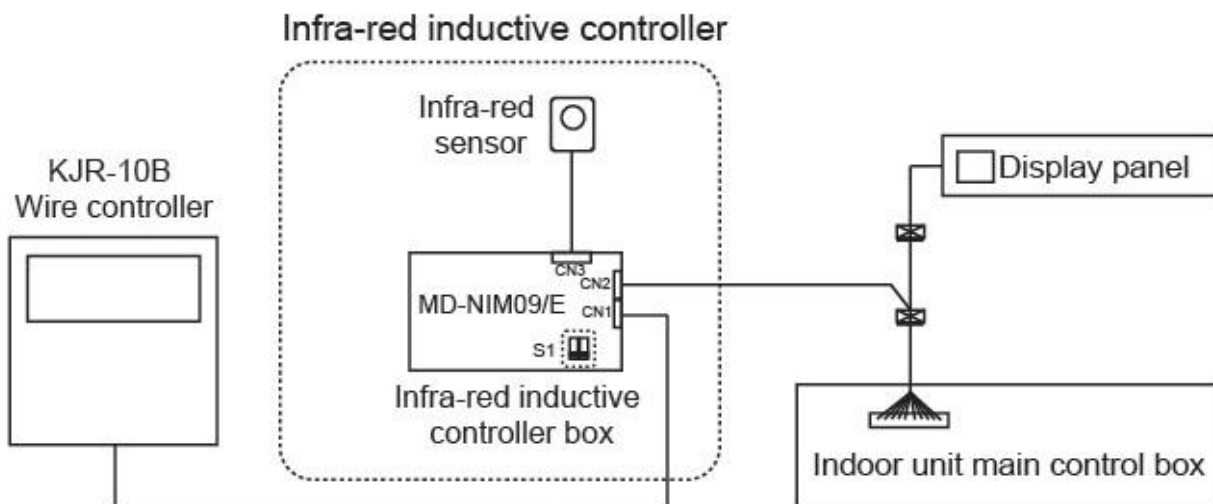 Infra-red inductive controller
Infra-red
sensor
KJR-10B
Wire controller
Display panel
CN3
CN2
MD-NIM09/E
CN1
S1
Infra-red inductive
controller box
Indoor unit main control box